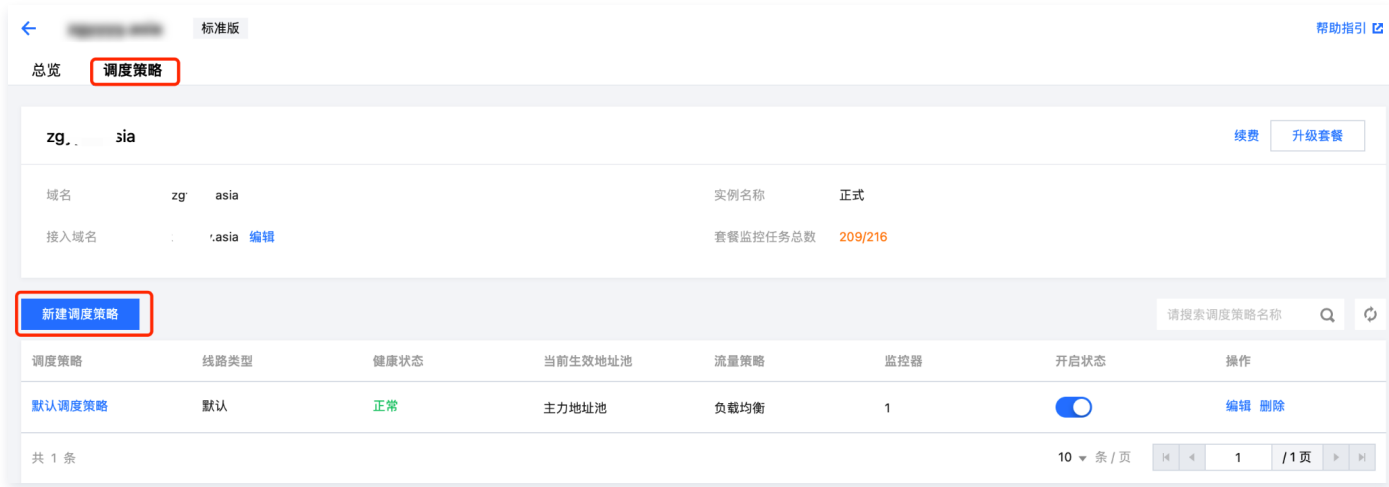 标准版 帮助指引
总览 调度策略
续费 升级套餐
域名 asia 实例名称 正式
接入域名 .asia 编辑 套餐监控任务总数 209/216
新建调度策略 请搜索调度策略名称
调度策略 线路类型 健康状态 当前生效地址池 流量策略 监控器 开启状态 操作
默认调度策略 默认 正常 主力地址池 负载均衡 1 编辑 删除
共 1 条 10 条 / 页 1 / 1 页